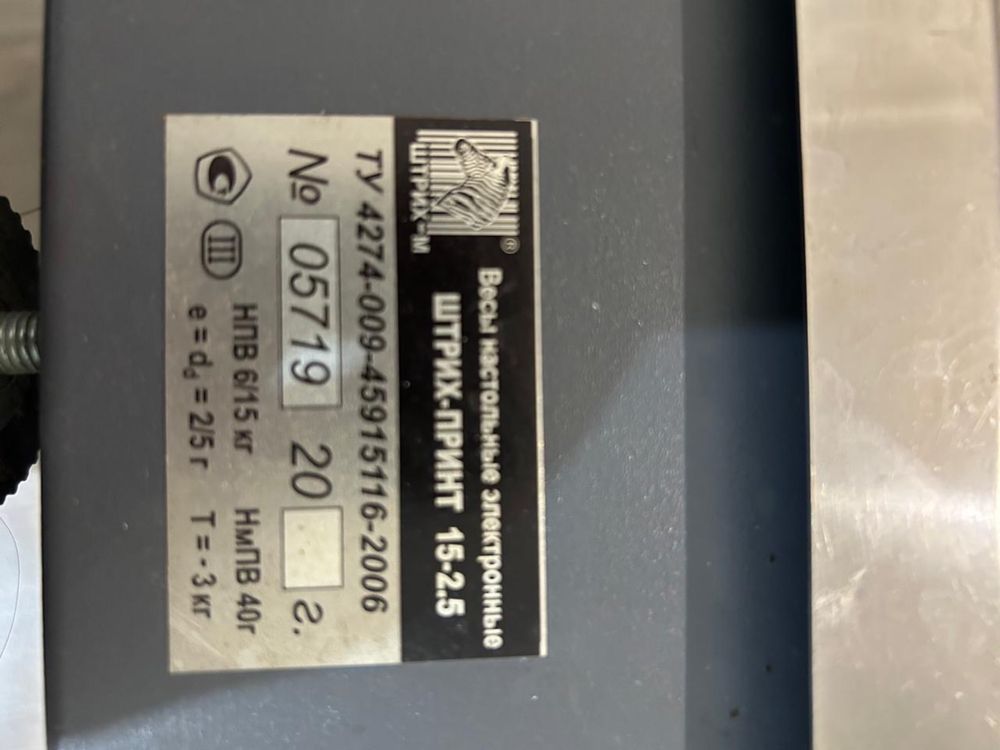 ШТРИХ-М®
Весы настольные электронные
ШТРИХ-ПРИНТ 15-2.5
ТУ 4274-009-45915116-2006
№ 05719 20 г.
III НПВ 6/15 кг НмПВ 40г
e = dd = 2/5 г T = - 3 кг